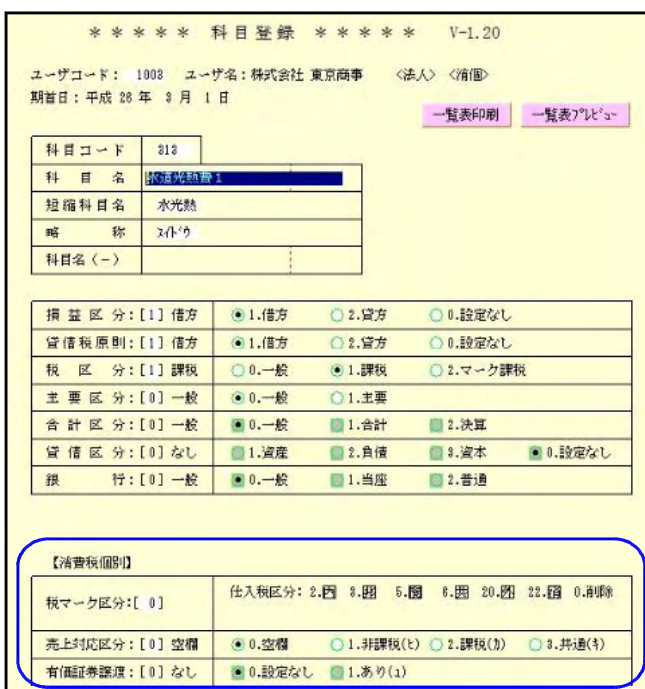 ＊ ＊ ＊ ＊ ＊ 科目登録 ＊ ＊ ＊ ＊ ＊ V-1.20
ユーザコード： 1003 ユーザ名：株式会社 東京商事 〈法人〉 〈消個〉
期首日：平成 26 年 3 月 1 日
一覧表印刷 一覧表ﾌﾟﾚﾋﾞｭｰ
科目コード 313
科 目 名 水道光熱費1
短縮科目名 水光熱
略 称 ｽｲﾄﾞｳ
科目名（－）
損益区分:[1] 借方 1.借方 2.貸方 0.設定なし
貸借税原則:[1] 借方 1.借方 2.貸方 0.設定なし
税 区 分:[1] 課税 0.一般 1.課税 2.マーク課税
主要区分:[0] 一般 0.一般 1.主要
合計区分:[0] 一般 0.一般 1.合計 2.決算
貸借区分:[0] なし 1.資産 2.負債 3.資本 0.設定なし
銀 行:[0] 一般 0.一般 1.当座 2.普通
【消費税個別】
税マーク区分:[ 0] 仕入税区分: 2. 3. 5. 6. 20. 22. 0.削除
売上対応区分:[0] 空欄 0.空欄 1.非課税(ﾋ) 2.課税(ｶ) 3.共通(ｷ)
有価証券譲渡:[0] なし 0.設定なし 1.あり(ﾕ)